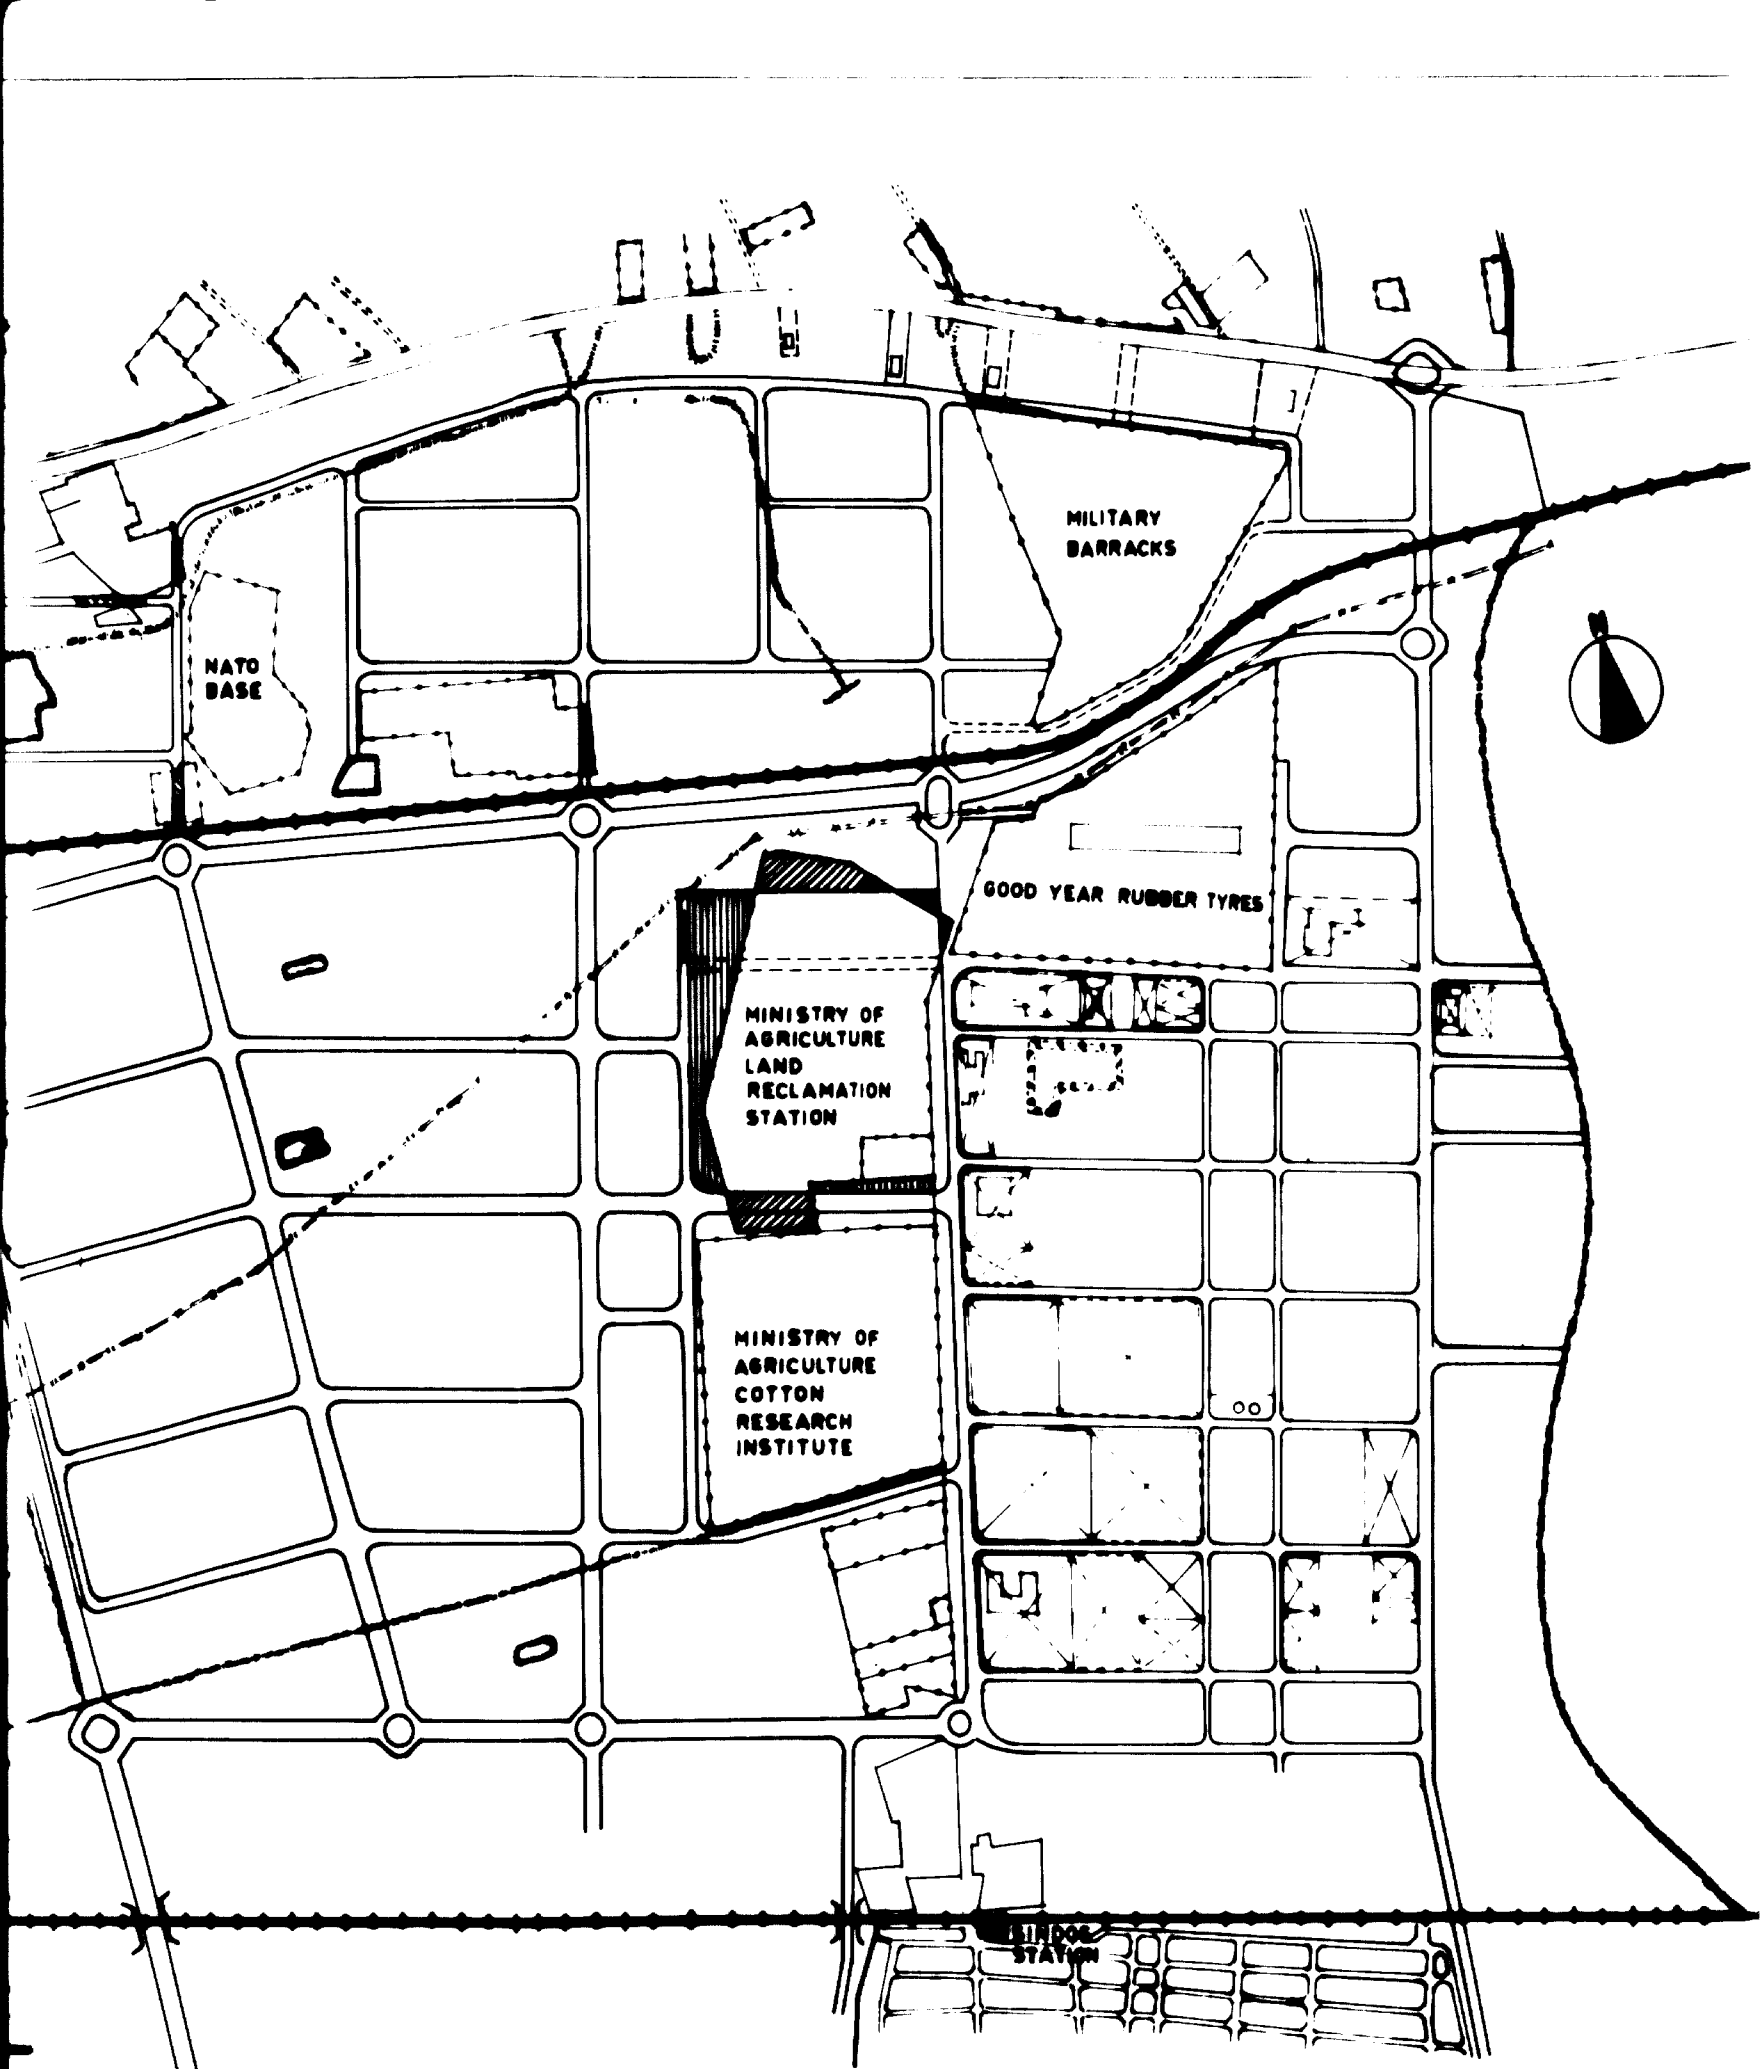 MILITARY
BARRACKS
NATO
BASE
GOOD YEAR RUBBER TYRES
MINISTRY OF
AGRICULTURE
LAND
RECLAMATION
STATION
MINISTRY OF
AGRICULTURE
COTTON
RESEARCH
INSTITUTE
SINDOS
STATION